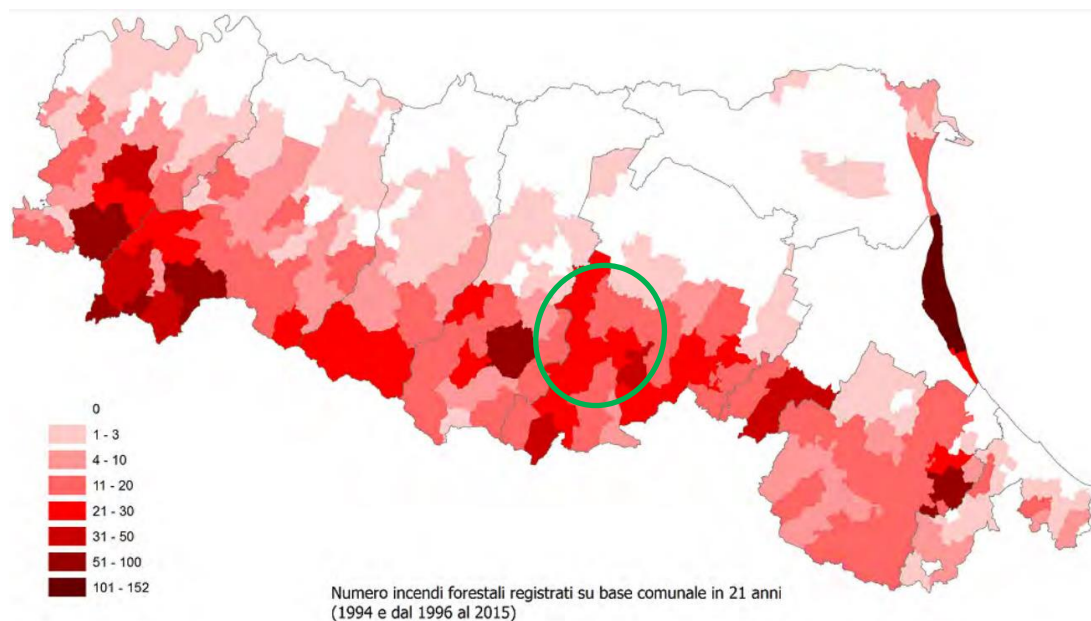 0
1 - 3
4 - 10
11 - 20
21 - 30
31 - 50
51 - 100
101 - 152
Numero incendi forestali registrati su base comunale in 21 anni
(1994 e dal 1996 al 2015)